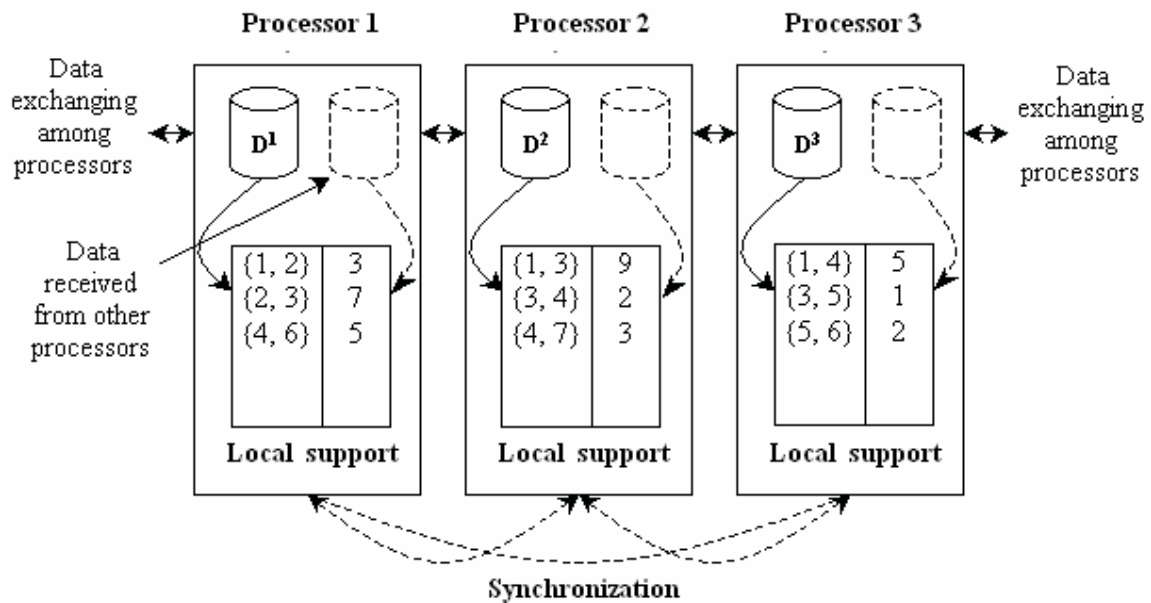 Processor 1
Processor 2
Processor 3
Data
exchanging
among
processors
Data
exchanging
among
processors
D1
D2
D3
Data
received
from other
processors
{1, 2} 3
{2, 3} 7
{4, 6} 5
{1, 3} 9
{3, 4} 2
{4, 7} 3
{1, 4} 5
{3, 5} 1
{5, 6} 2
Local support
Local support
Local support
Synchronization